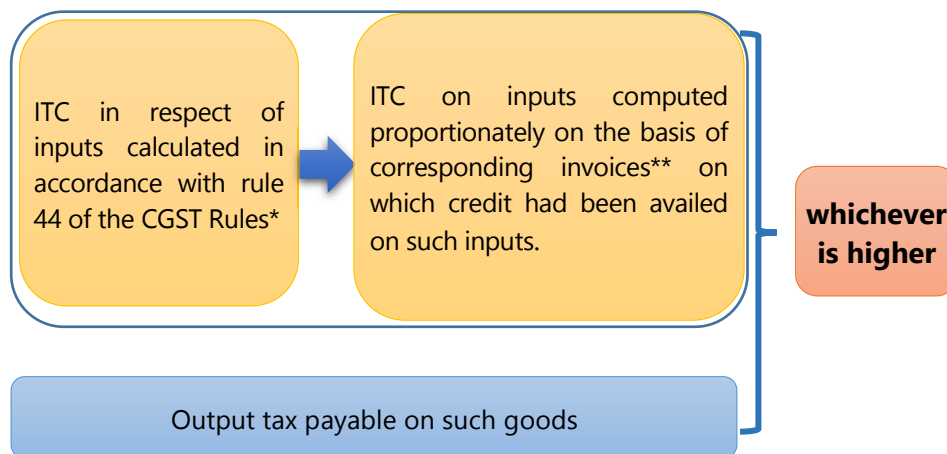 ITC in respect of
inputs calculated in
accordance with rule
44 of the CGST Rules*
ITC on inputs computed
proportionately on the basis of
corresponding invoices** on
which credit had been availed
on such inputs.
whichever
is higher
Output tax payable on such goods